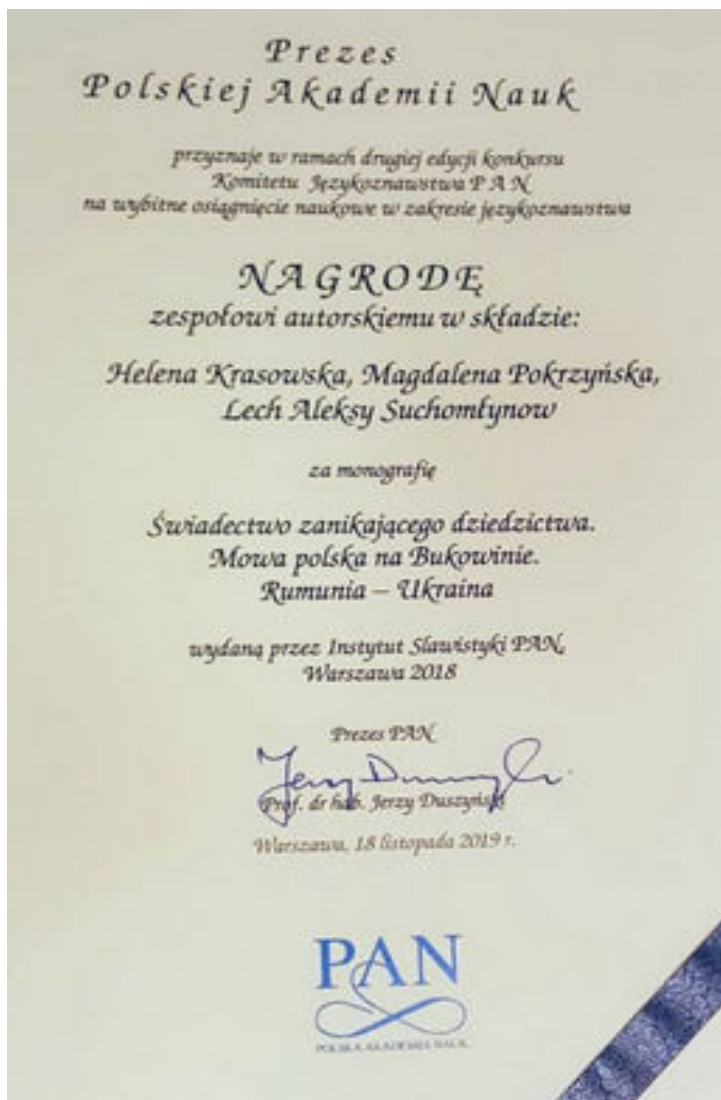 Prezes
Polskiej Akademii Nauk
przyznaje w ramach drugiej edycji konkursu
Komitetu Językoznawstwa P A N
na wybitne osiągnięcie naukowe w zakresie językoznawstwa
NAGRODĘ
zespołowi autorskiemu w składzie:
Helena Krasowska, Magdalena Pokrzyńska,
Lech Aleksy Suchomłynow
za monografię
Świadectwo zanikającego dziedzictwa.
Mowa polska na Bukowinie.
Rumunia – Ukraina
wydaną przez Instytut Slawistyki PAN,
Warszawa 2018
Prezes PAN
Prof. dr hab. Jerzy Duszyński
Warszawa, 18 listopada 2019 r.
PAN
POLSKA AKADEMIA NAUK